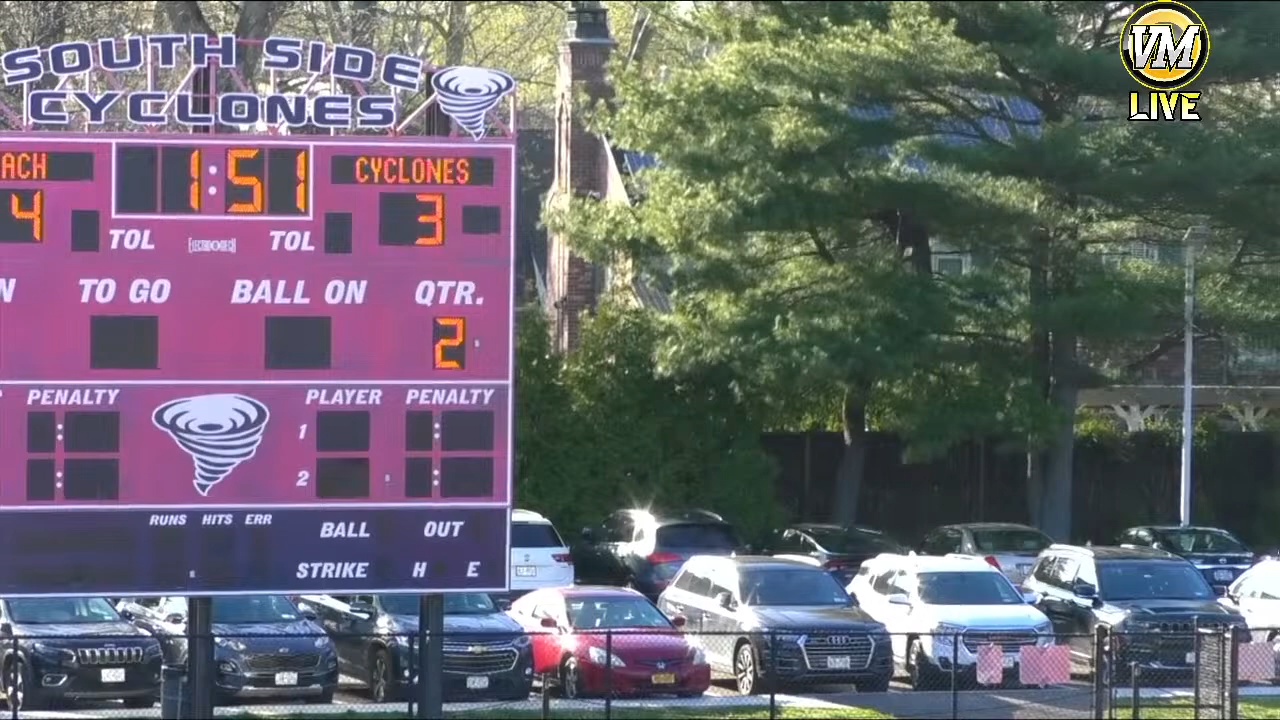 SOUTH SIDE
CYCLONES
VM
LIVE
ACH 1:51 CYCLONES
4 3
TOL TOL
N TO GO BALL ON QTR.
2
PENALTY PLAYER PENALTY
1
2
RUNS HITS ERR BALL OUT
STRIKE H E